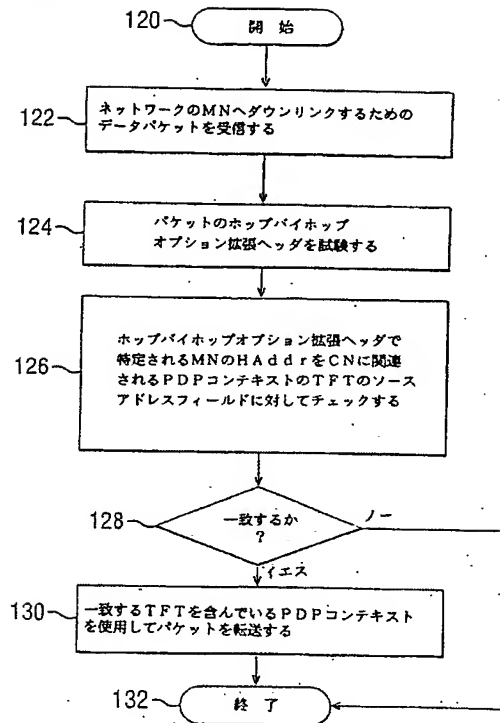 120
開 始
122
ネットワークのMNへダウンリンクするための
データパケットを受信する
124
パケットのホップバイホップ
オプション拡張ヘッダを試験する
126
ホップバイホップオプション拡張ヘッダで
特定されるMNのHAddrをCNに関連
されるPDPコンテキストのTFTのソース
アドレスフィールドに対してチェックする
128
一致するか
?
ノー
イエス
130
一致するTFTを含んでいるPDPコンテキスト
を使用してパケットを転送する
132
終 了